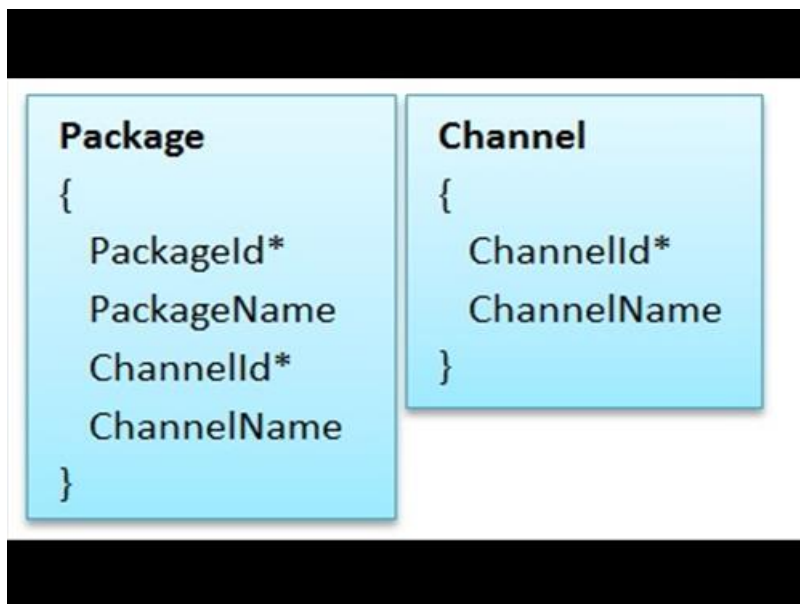 Package
{
PackageId*
PackageName
ChannelId*
ChannelName
}
Channel
{
ChannelId*
ChannelName
}